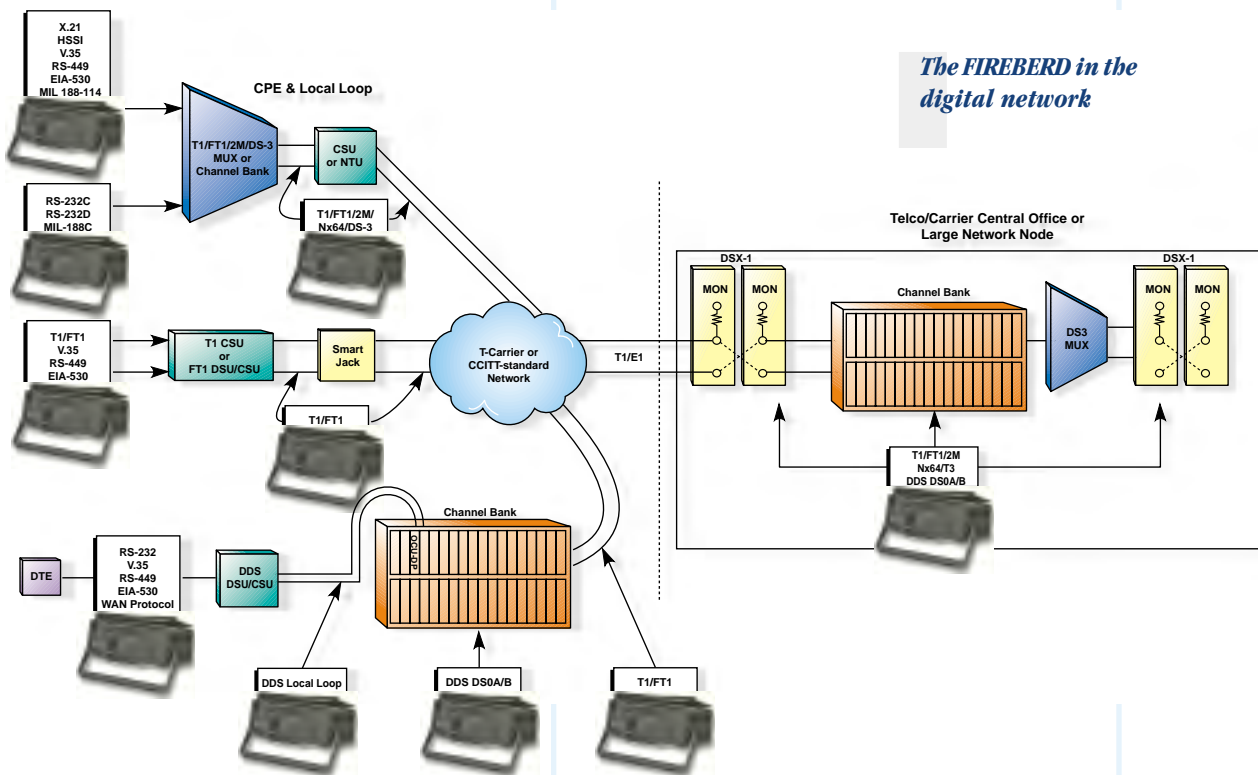 The FIREBERD in the
digital network
X.21
HSSI
V.35
RS-449
EIA-530
MIL 188-114
CPE & Local Loop
T1/FT1/2M/DS-3
MUX or
Channel Bank
CSU
or NTU
RS-232C
RS-232D
MIL-188C
T1/FT1/2M/
Nx64/DS-3
Telco/Carrier Central Office or
Large Network Node
DSX-1
MON
MON
Channel Bank
DS3
MUX
DSX-1
MON
MON
T1/FT1
V.35
RS-449
EIA-530
T1 CSU
or
FT1 DSU/CSU
Smart
Jack
T-Carrier or
CCITT-standard
Network
T1/E1
T1/FT1
T1/FT1/2M
Nx64/T3
DDS DS0A/B
Channel Bank
OCU-DP
DTE
RS-232
V.35
RS-449
EIA-530
WAN Protocol
DDS
DSU/CSU
DDS Local Loop
DDS DS0A/B
T1/FT1